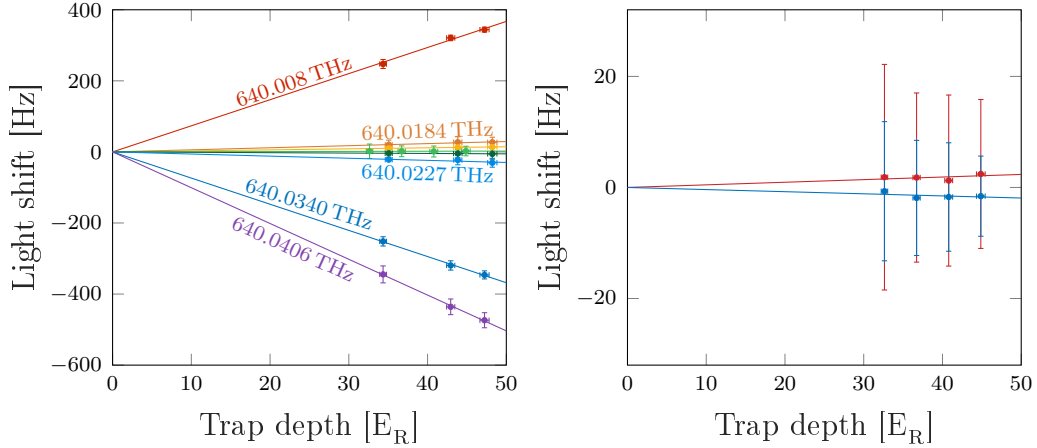 400
200
0
−200
−400
−600
0
10
20
30
40
50
Light shift [Hz]
Trap depth [E_R]
640.008 THz
640.0184 THz
640.0227 THz
640.0340 THz
640.0406 THz
20
0
−20
0
10
20
30
40
50
Light shift [Hz]
Trap depth [E_R]